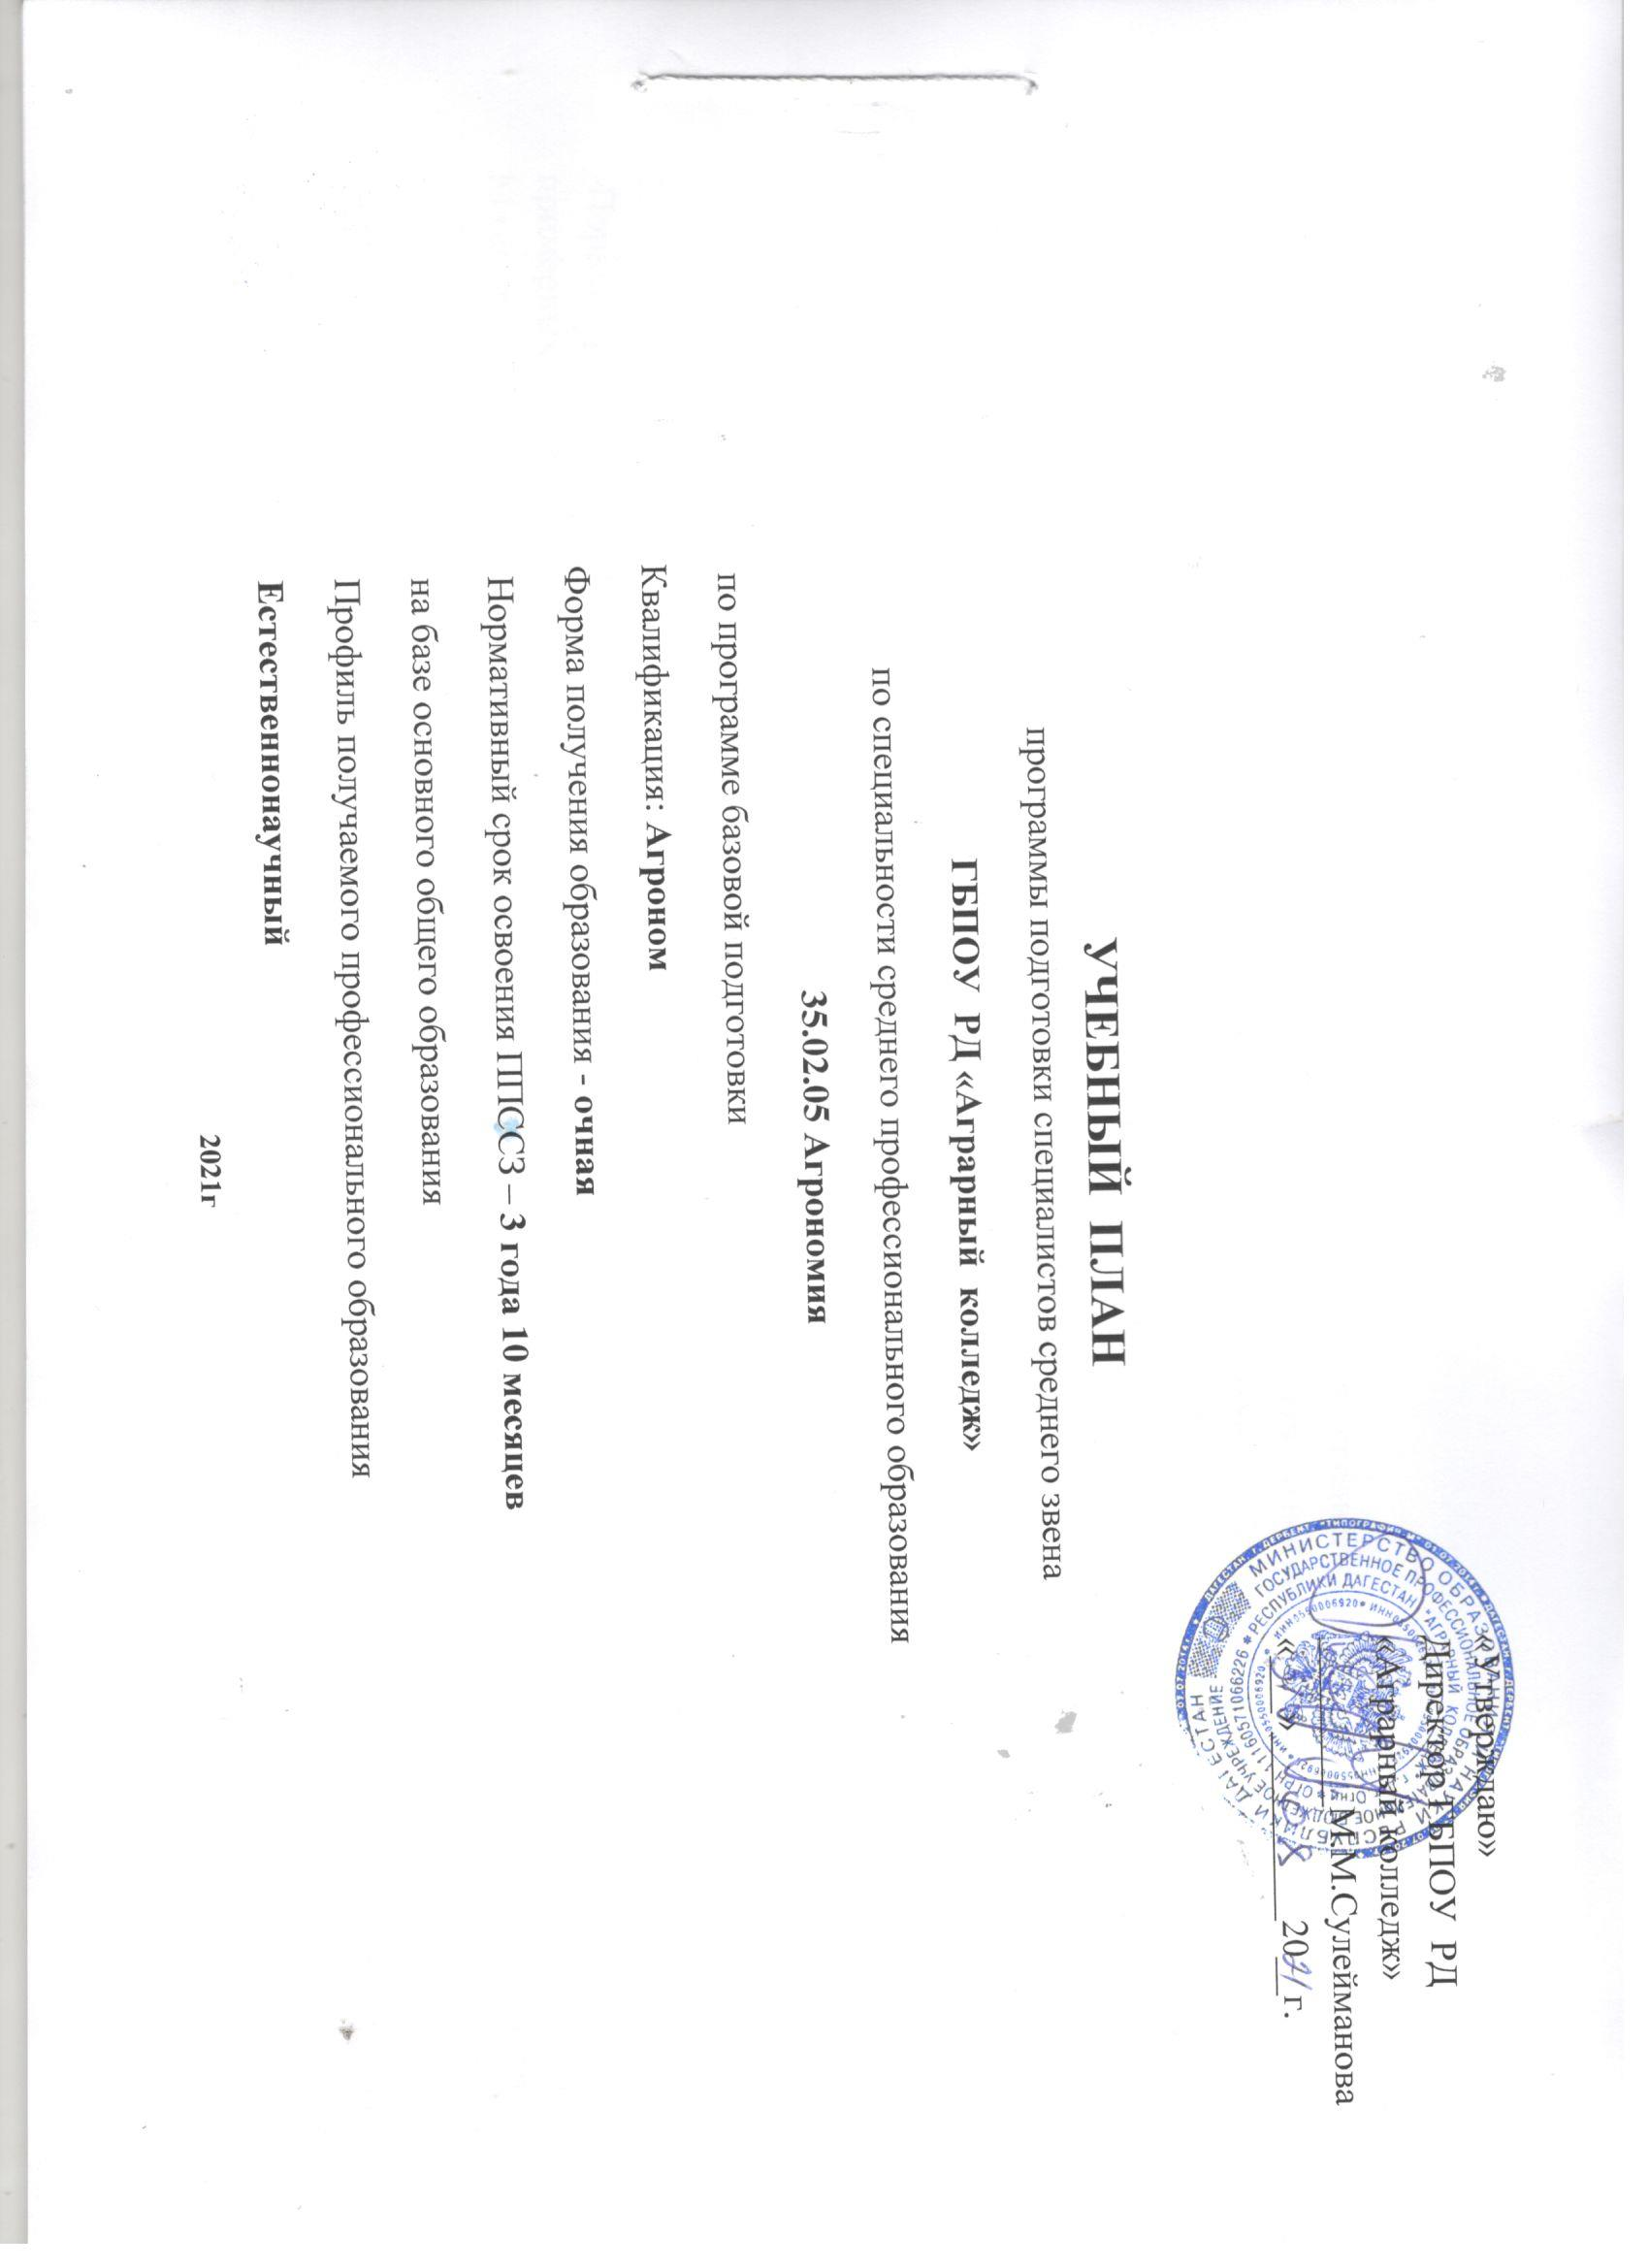 «Утверждаю»
Директор ГБПОУ РД
«Аграрный колледж»
М.М.Сулейманова
« » 2021 г.
УЧЕБНЫЙ ПЛАН
программы подготовки специалистов среднего звена
ГБПОУ РД «Аграрный колледж»
по специальности среднего профессионального образования
35.02.05 Агрономия
по программе базовой подготовки
Квалификация: Агроном
Форма получения образования - очная
Нормативный срок освоения ППССЗ – 3 года 10 месяцев
на базе основного общего образования
Профиль получаемого профессионального образования
Естественнонаучный
2021г